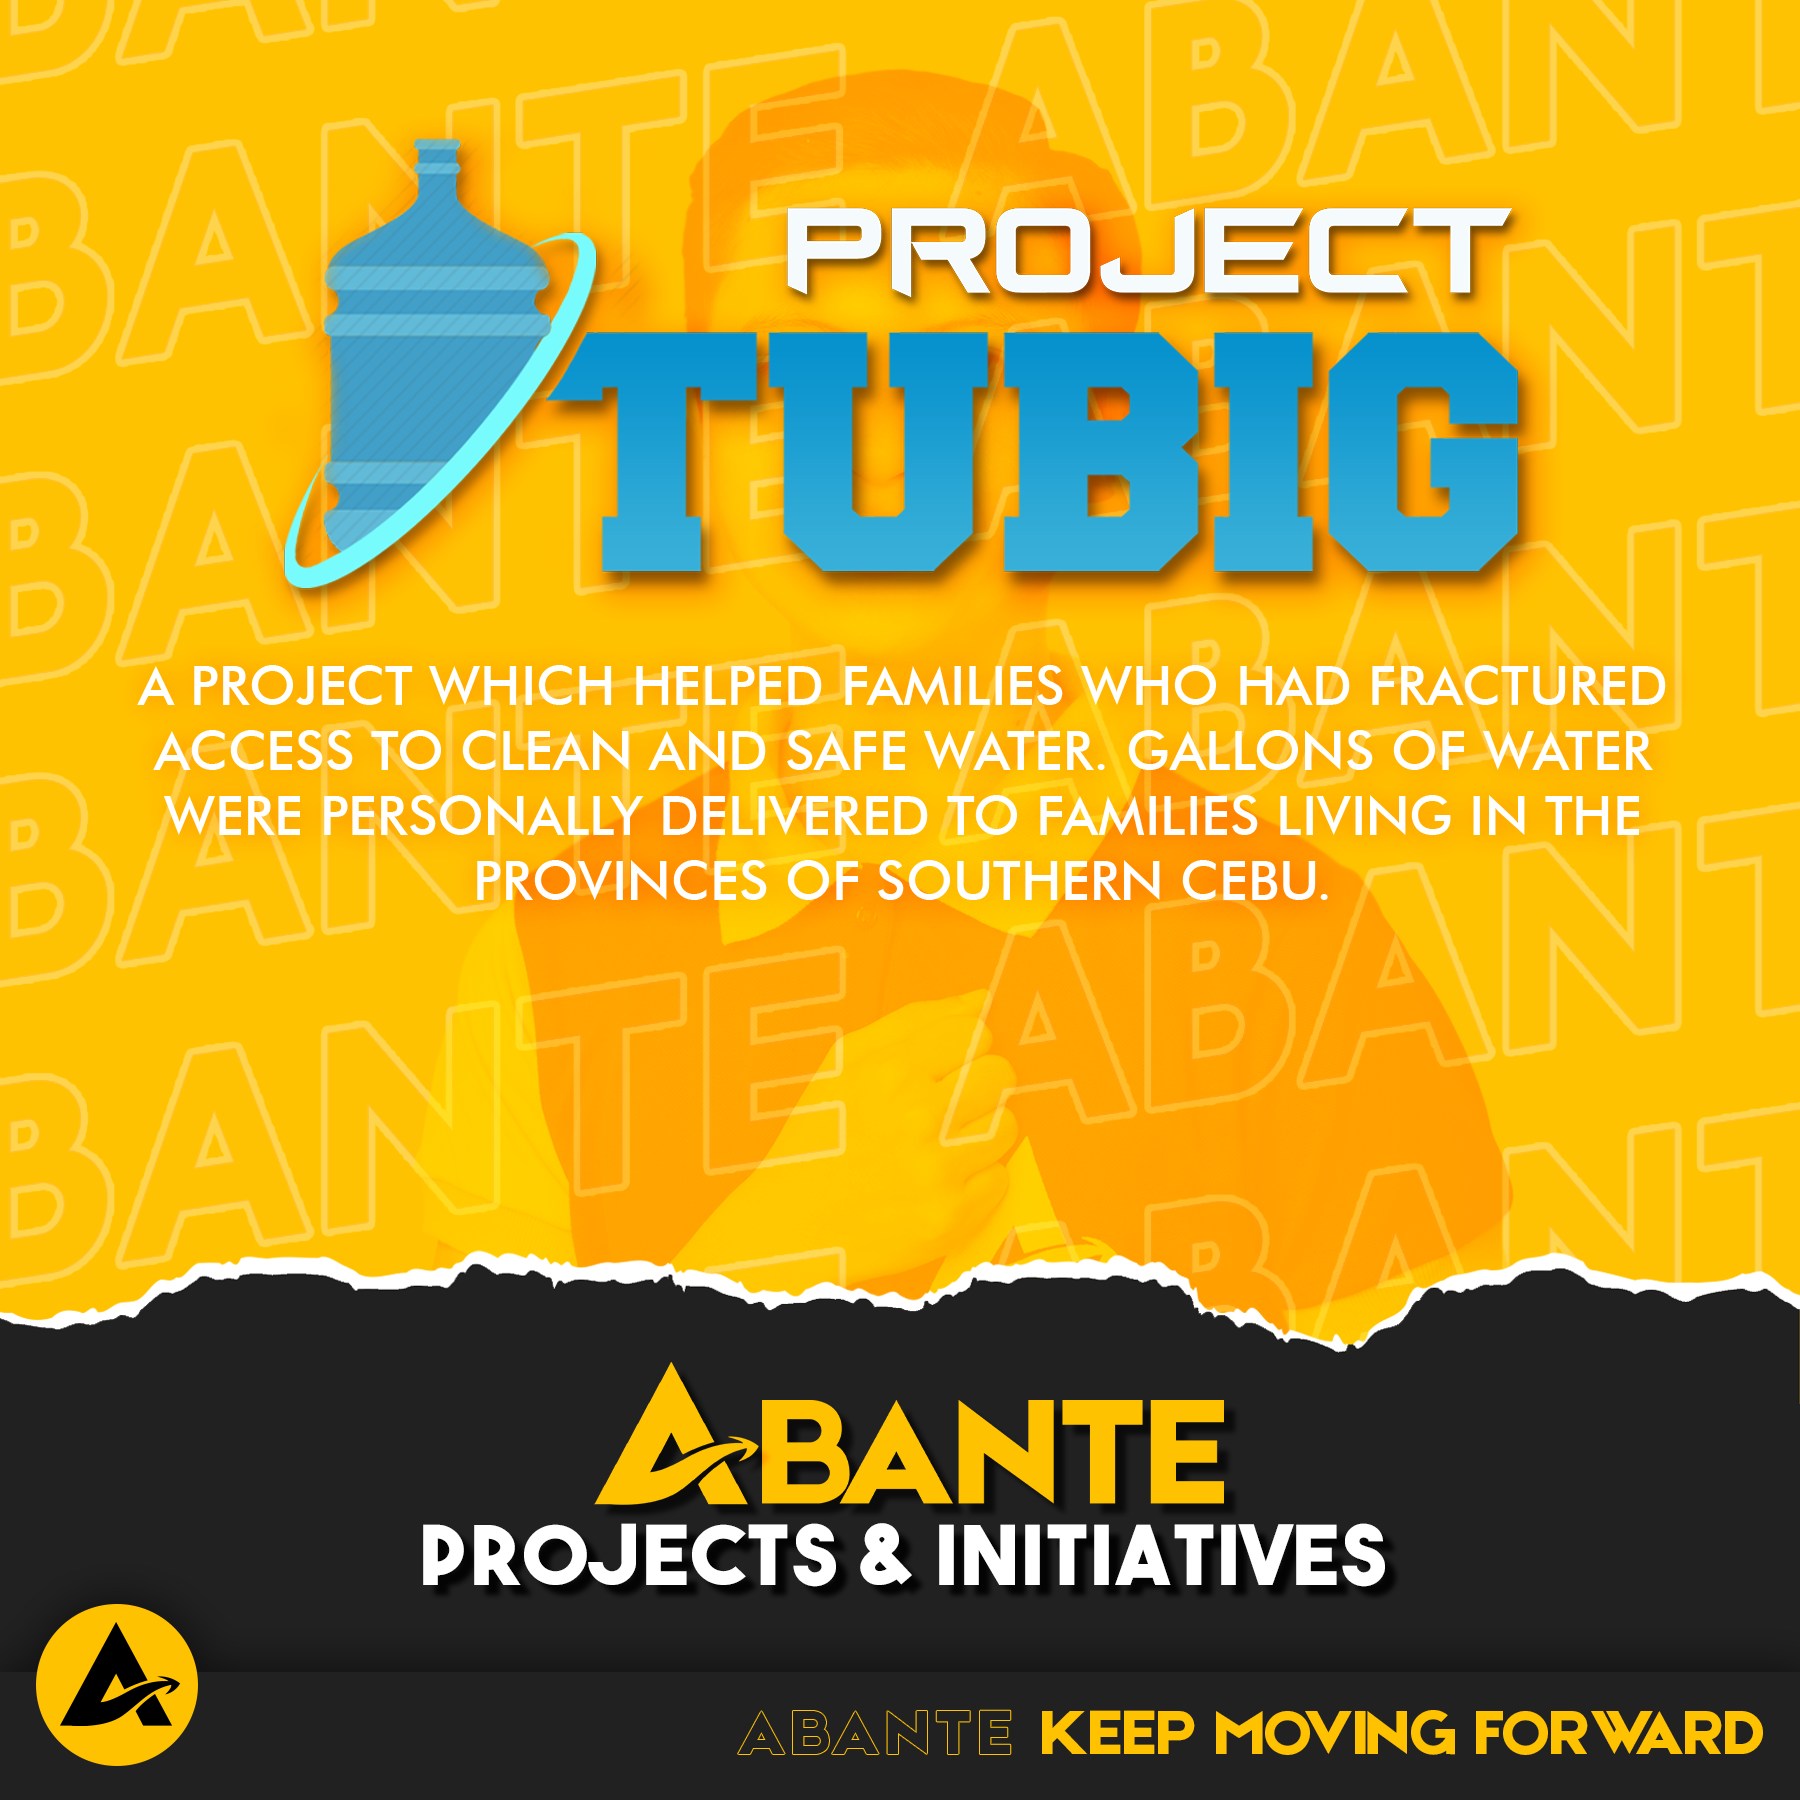 PROJECT
TUBIG
A PROJECT WHICH HELPED FAMILIES WHO HAD FRACTURED
ACCESS TO CLEAN AND SAFE WATER. GALLONS OF WATER
WERE PERSONALLY DELIVERED TO FAMILIES LIVING IN THE
PROVINCES OF SOUTHERN CEBU.
ABANTE
PROJECTS & INITIATIVES
ABANTE KEEP MOVING FORWARD